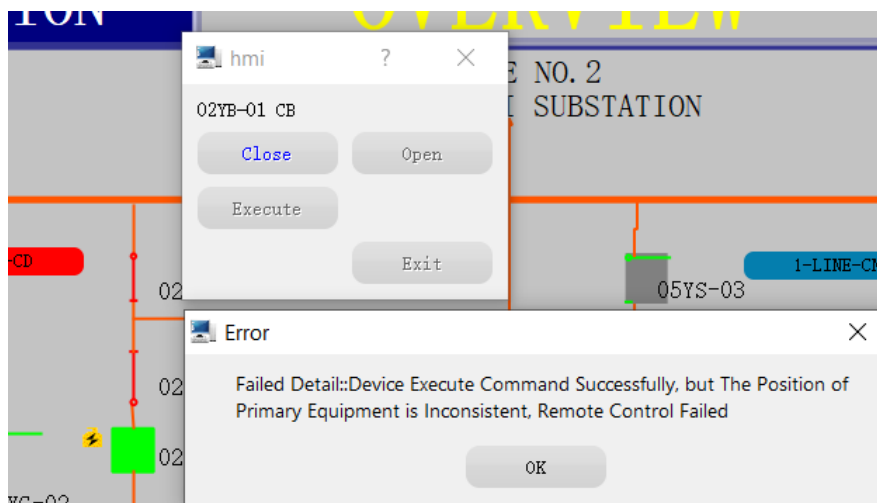 OVERVIEW
hmi ?
NO.2
02YB-01 CB
SUBSTATION
Close
Open
Execute
Exit
-CD
1-LINE-CM
02
05YS-03
Error
02
Failed Detail::Device Execute Command Successfully, but The Position of
Primary Equipment is Inconsistent, Remote Control Failed
02
OK